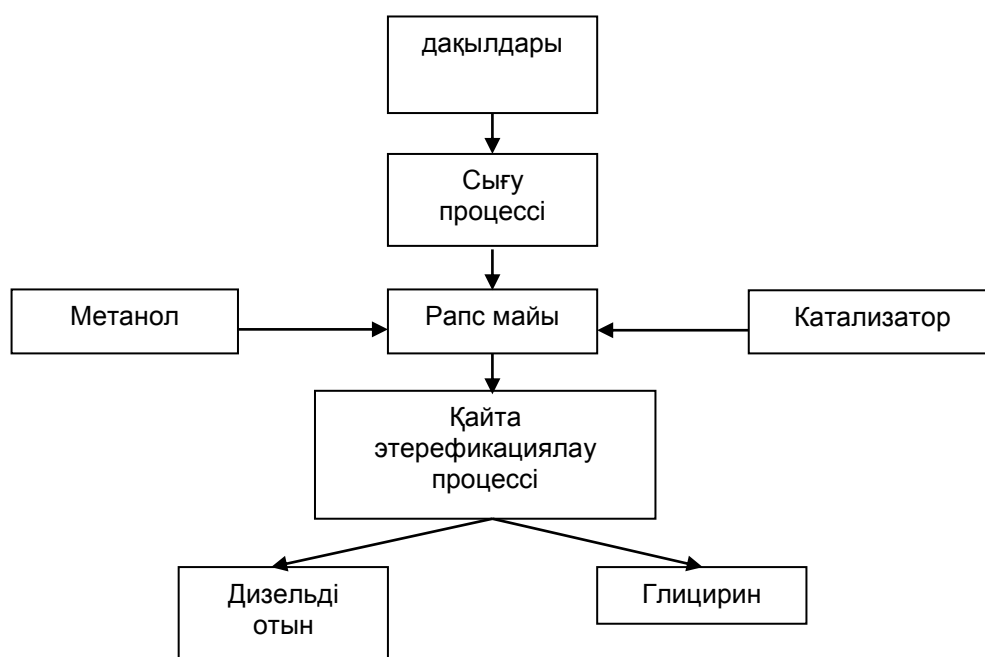 дақылдары
Сығу
процессі
Метанол
Рапс майы
Катализатор
Қайта
этерефикациялау
процессі
Дизельді
отын
Глицирин